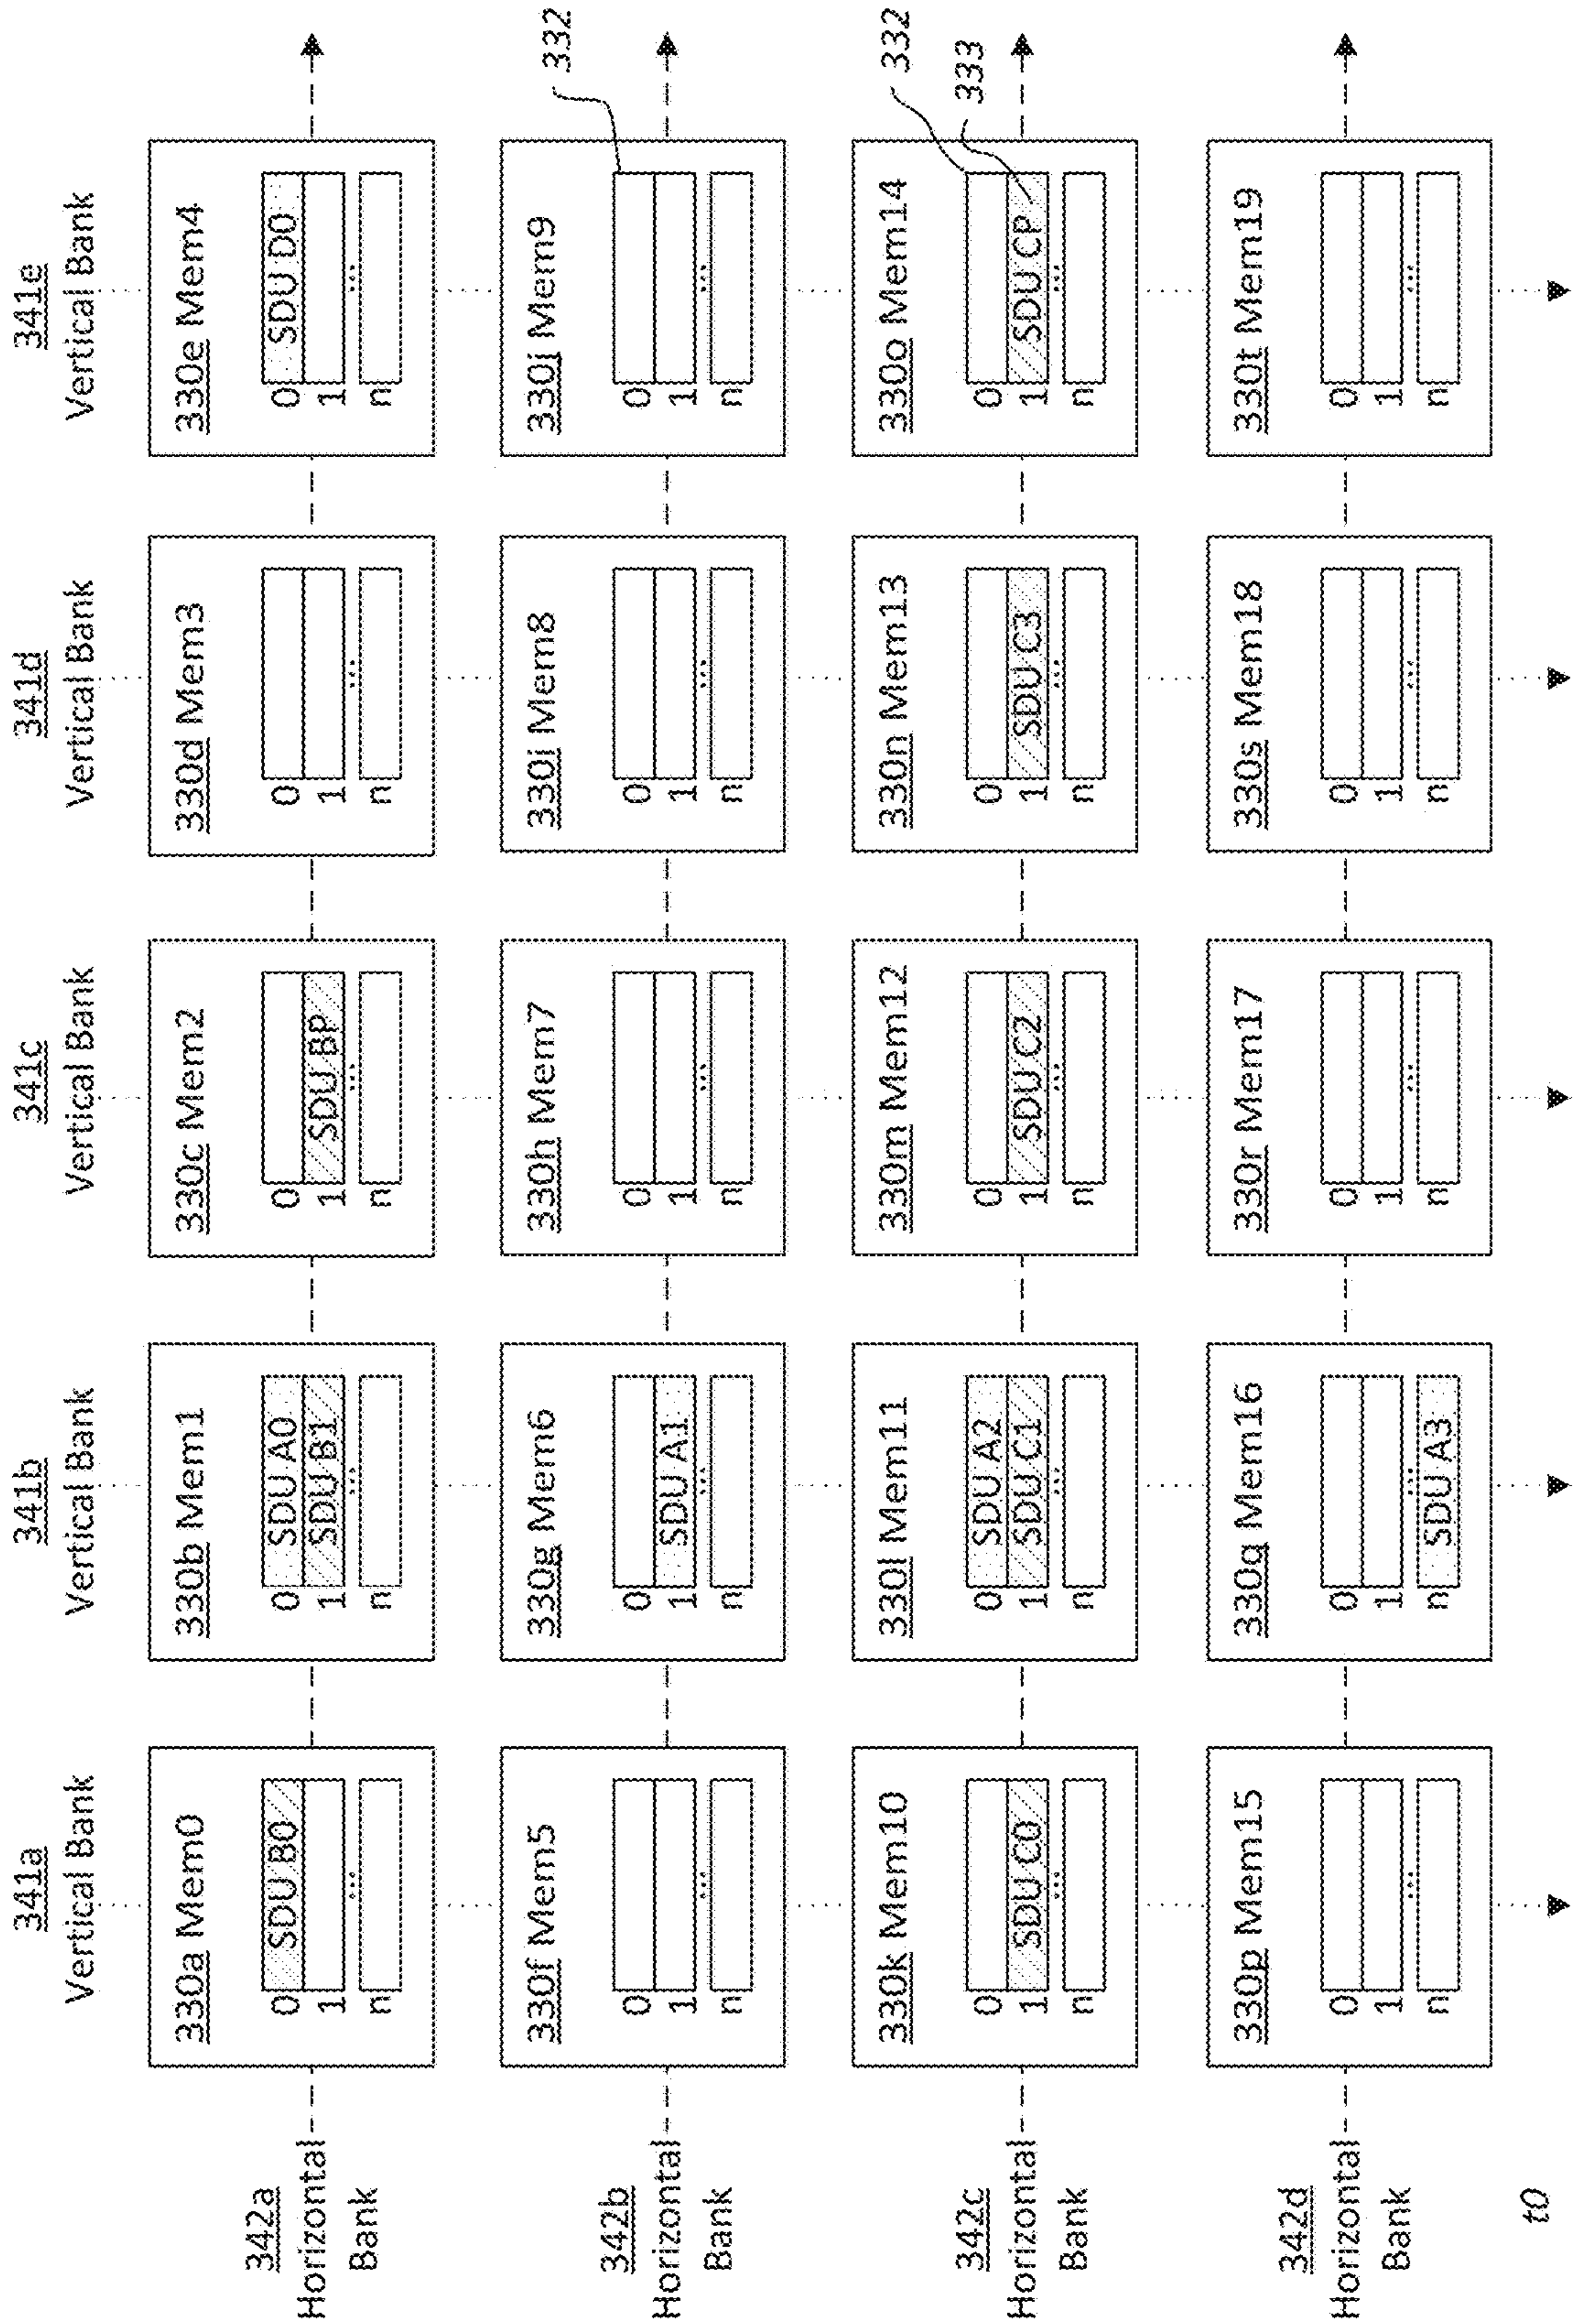 341a
Vertical Bank
341b
Vertical Bank
341c
Vertical Bank
341d
Vertical Bank
341e
Vertical Bank
342a
Horizontal
Bank
330a Mem0
0 SDU B0
1
...
n
330b Mem1
0 SDU A0
1 SDU B1
...
n
330c Mem2
0
1 SDU BP
...
n
330d Mem3
0
1
...
n
330e Mem4
0 SDU D0
1
...
n
342b
Horizontal
Bank
330f Mem5
0
1
...
n
330g Mem6
0
1 SDU A1
...
n
330h Mem7
0
1
...
n
330i Mem8
0
1
...
n
330j Mem9
0
1
...
n
332
342c
Horizontal
Bank
330k Mem10
0
1 SDU C0
...
n
330l Mem11
0 SDU A2
1 SDU C1
...
n
330m Mem12
0
1 SDU C2
...
n
330n Mem13
0
1 SDU C3
...
n
330o Mem14
0
1 SDU CP
...
n
332
333
342d
Horizontal
Bank
330p Mem15
0
1
...
n
330q Mem16
0
1
...
n SDU A3
330r Mem17
0
1
...
n
330s Mem18
0
1
...
n
330t Mem19
0
1
...
n
t0